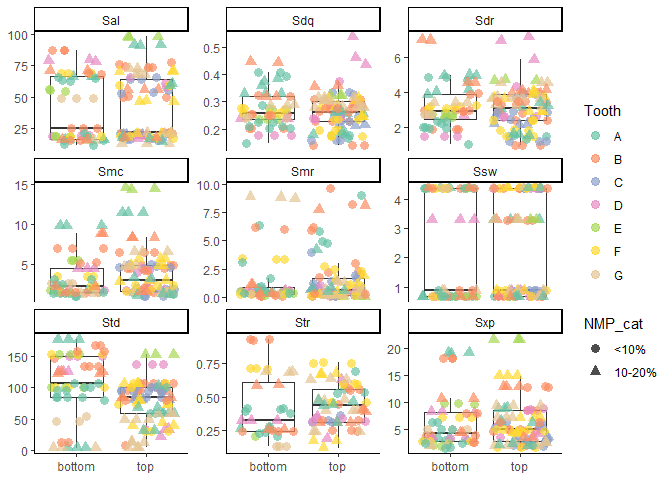 Sal Sdq Sdr
100
75
50
25
0.5
0.4
0.3
0.2
6
4
2
Smc Smr Ssw
15
10
5
10.0
7.5
5.0
2.5
0.0
4
3
2
1
Std Str Sxp
150
100
50
0
0.75
0.50
0.25
20
15
10
5
bottom top bottom top bottom top
Tooth
A
B
C
D
E
F
G
NMP_cat
<10%
10-20%